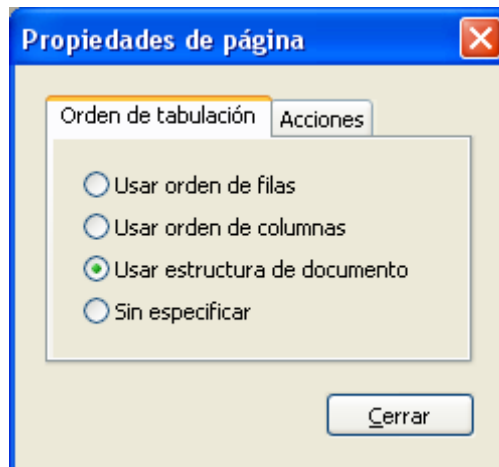 Propiedades de página
Orden de tabulación Acciones
Usar orden de filas
Usar orden de columnas
Usar estructura de documento
Sin especificar
Cerrar